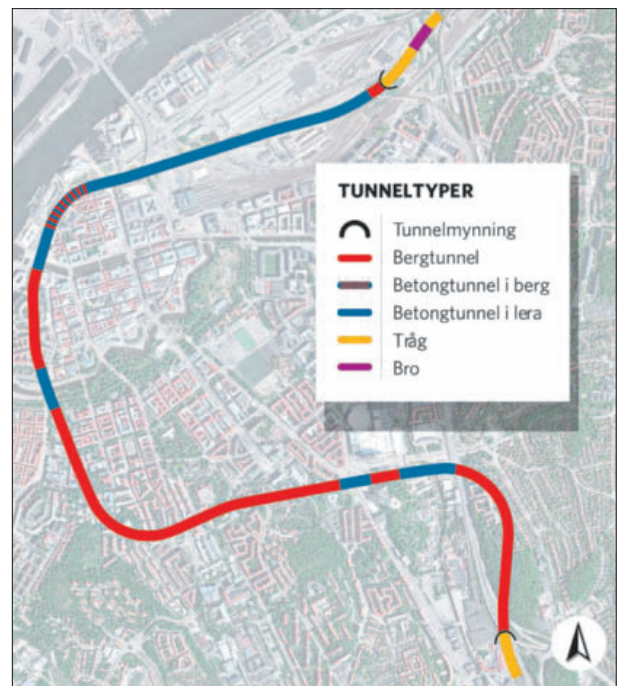 TUNNELTYPER
Tunnelmynning
Bergtunnel
Betongtunnel i berg
Betongtunnel i lera
Tråg
Bro